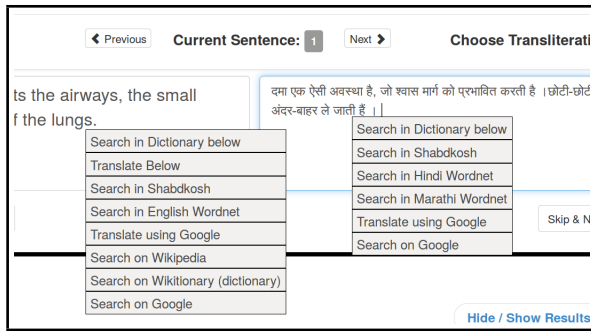 Previous Current Sentence: 1 Next Choose Transliterati
ts the airways, the small
f the lungs.
दमा एक ऐसी अवस्था है, जो श्वास मार्ग को प्रभावित करती है ।छोटी-छोटी
अंदर-बाहर ले जाती हैं ।
Search in Dictionary below
Translate Below
Search in Shabdkosh
Search in English Wordnet
Translate using Google
Search on Wikipedia
Search on Wikitionary (dictionary)
Search on Google
Search in Dictionary below
Search in Shabdkosh
Search in Hindi Wordnet
Search in Marathi Wordnet
Translate using Google
Search on Google
Skip & N
Hide / Show Results